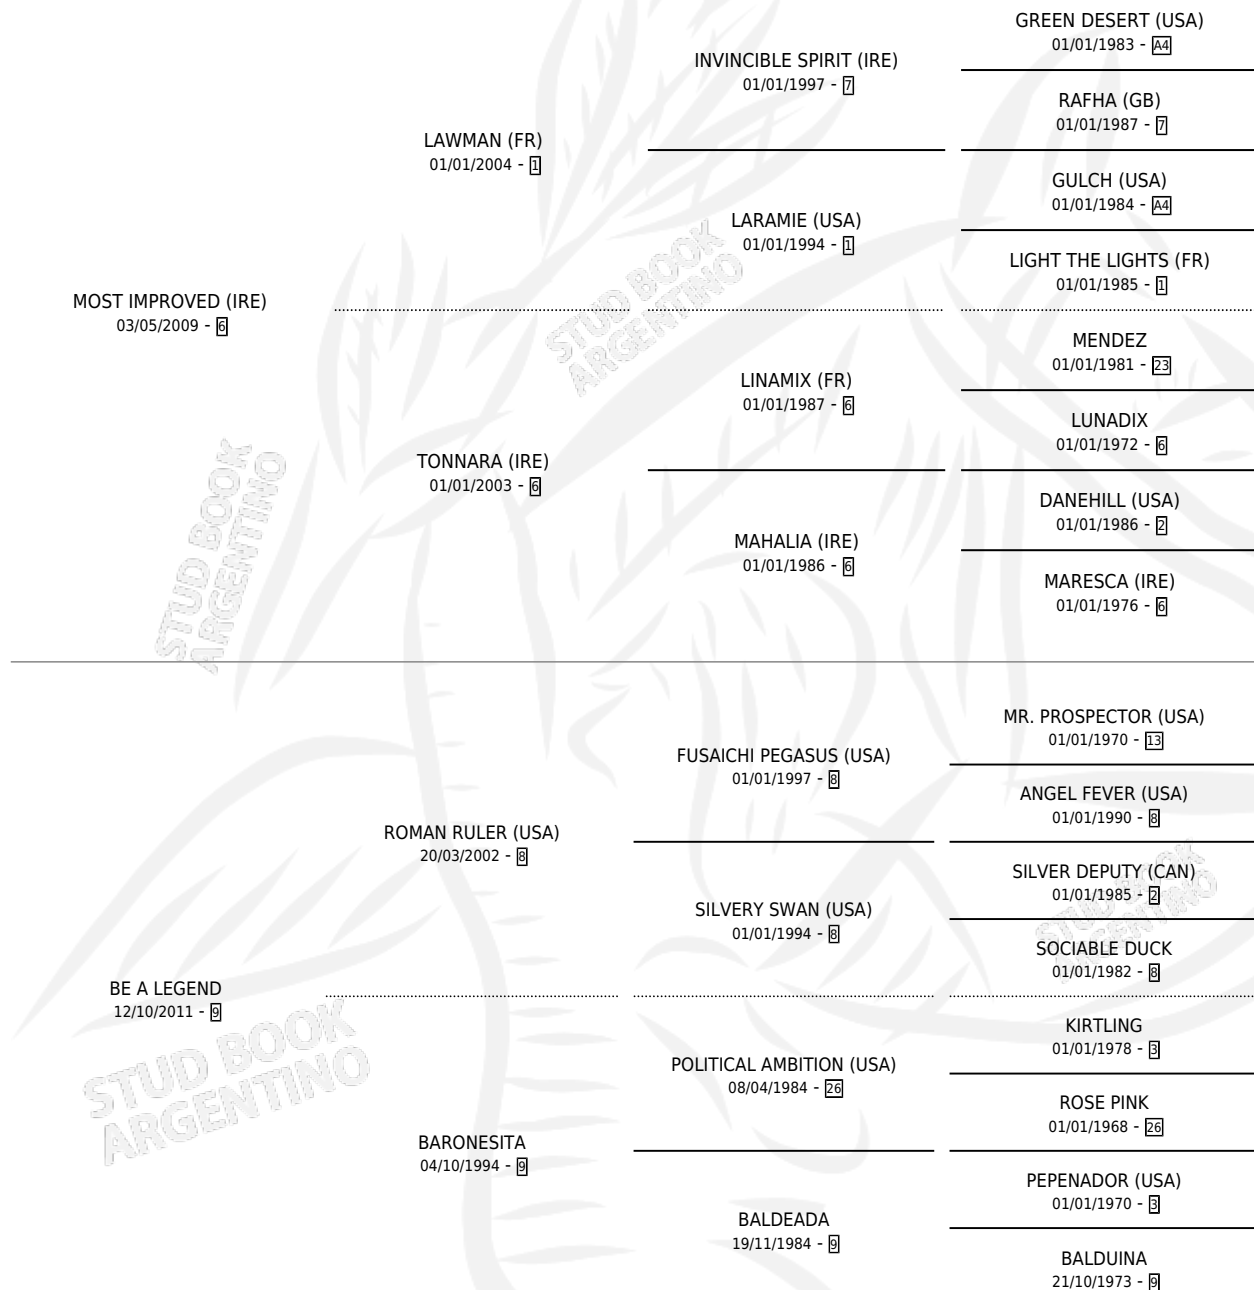 GREEN DESERT (USA)
01/01/1983 - A4
INVINCIBLE SPIRIT (IRE)
01/01/1997 - 7
RAFHA (GB)
01/01/1987 - 7
LAWMAN (FR)
01/01/2004 - 1
GULCH (USA)
01/01/1984 - A4
LARAMIE (USA)
01/01/1994 - 1
LIGHT THE LIGHTS (FR)
01/01/1985 - 1
MOST IMPROVED (IRE)
03/05/2009 - 6
MENDEZ
01/01/1981 - 23
LINAMIX (FR)
01/01/1987 - 6
LUNADIX
01/01/1972 - 6
TONNARA (IRE)
01/01/2003 - 6
DANEHILL (USA)
01/01/1986 - 2
MAHALIA (IRE)
01/01/1986 - 6
MARESCA (IRE)
01/01/1976 - 6
MR. PROSPECTOR (USA)
01/01/1970 - 13
FUSAICHI PEGASUS (USA)
01/01/1997 - 8
ANGEL FEVER (USA)
01/01/1990 - 8
ROMAN RULER (USA)
20/03/2002 - 8
SILVER DEPUTY (CAN)
01/01/1985 - 2
SILVERY SWAN (USA)
01/01/1994 - 8
SOCIABLE DUCK
01/01/1982 - 8
BE A LEGEND
12/10/2011 - 9
KIRTLING
01/01/1978 - 3
POLITICAL AMBITION (USA)
08/04/1984 - 26
ROSE PINK
01/01/1968 - 26
BARONESITA
04/10/1994 - 9
PEPENADOR (USA)
01/01/1970 - 3
BALDEADA
19/11/1984 - 9
BALDUINA
21/10/1973 - 9
STUD BOOK
ARGENTINO
STUD BOOK
ARGENTINO
STUD BOOK
ARGENTINO
STUD BOOK
ARGENTINO